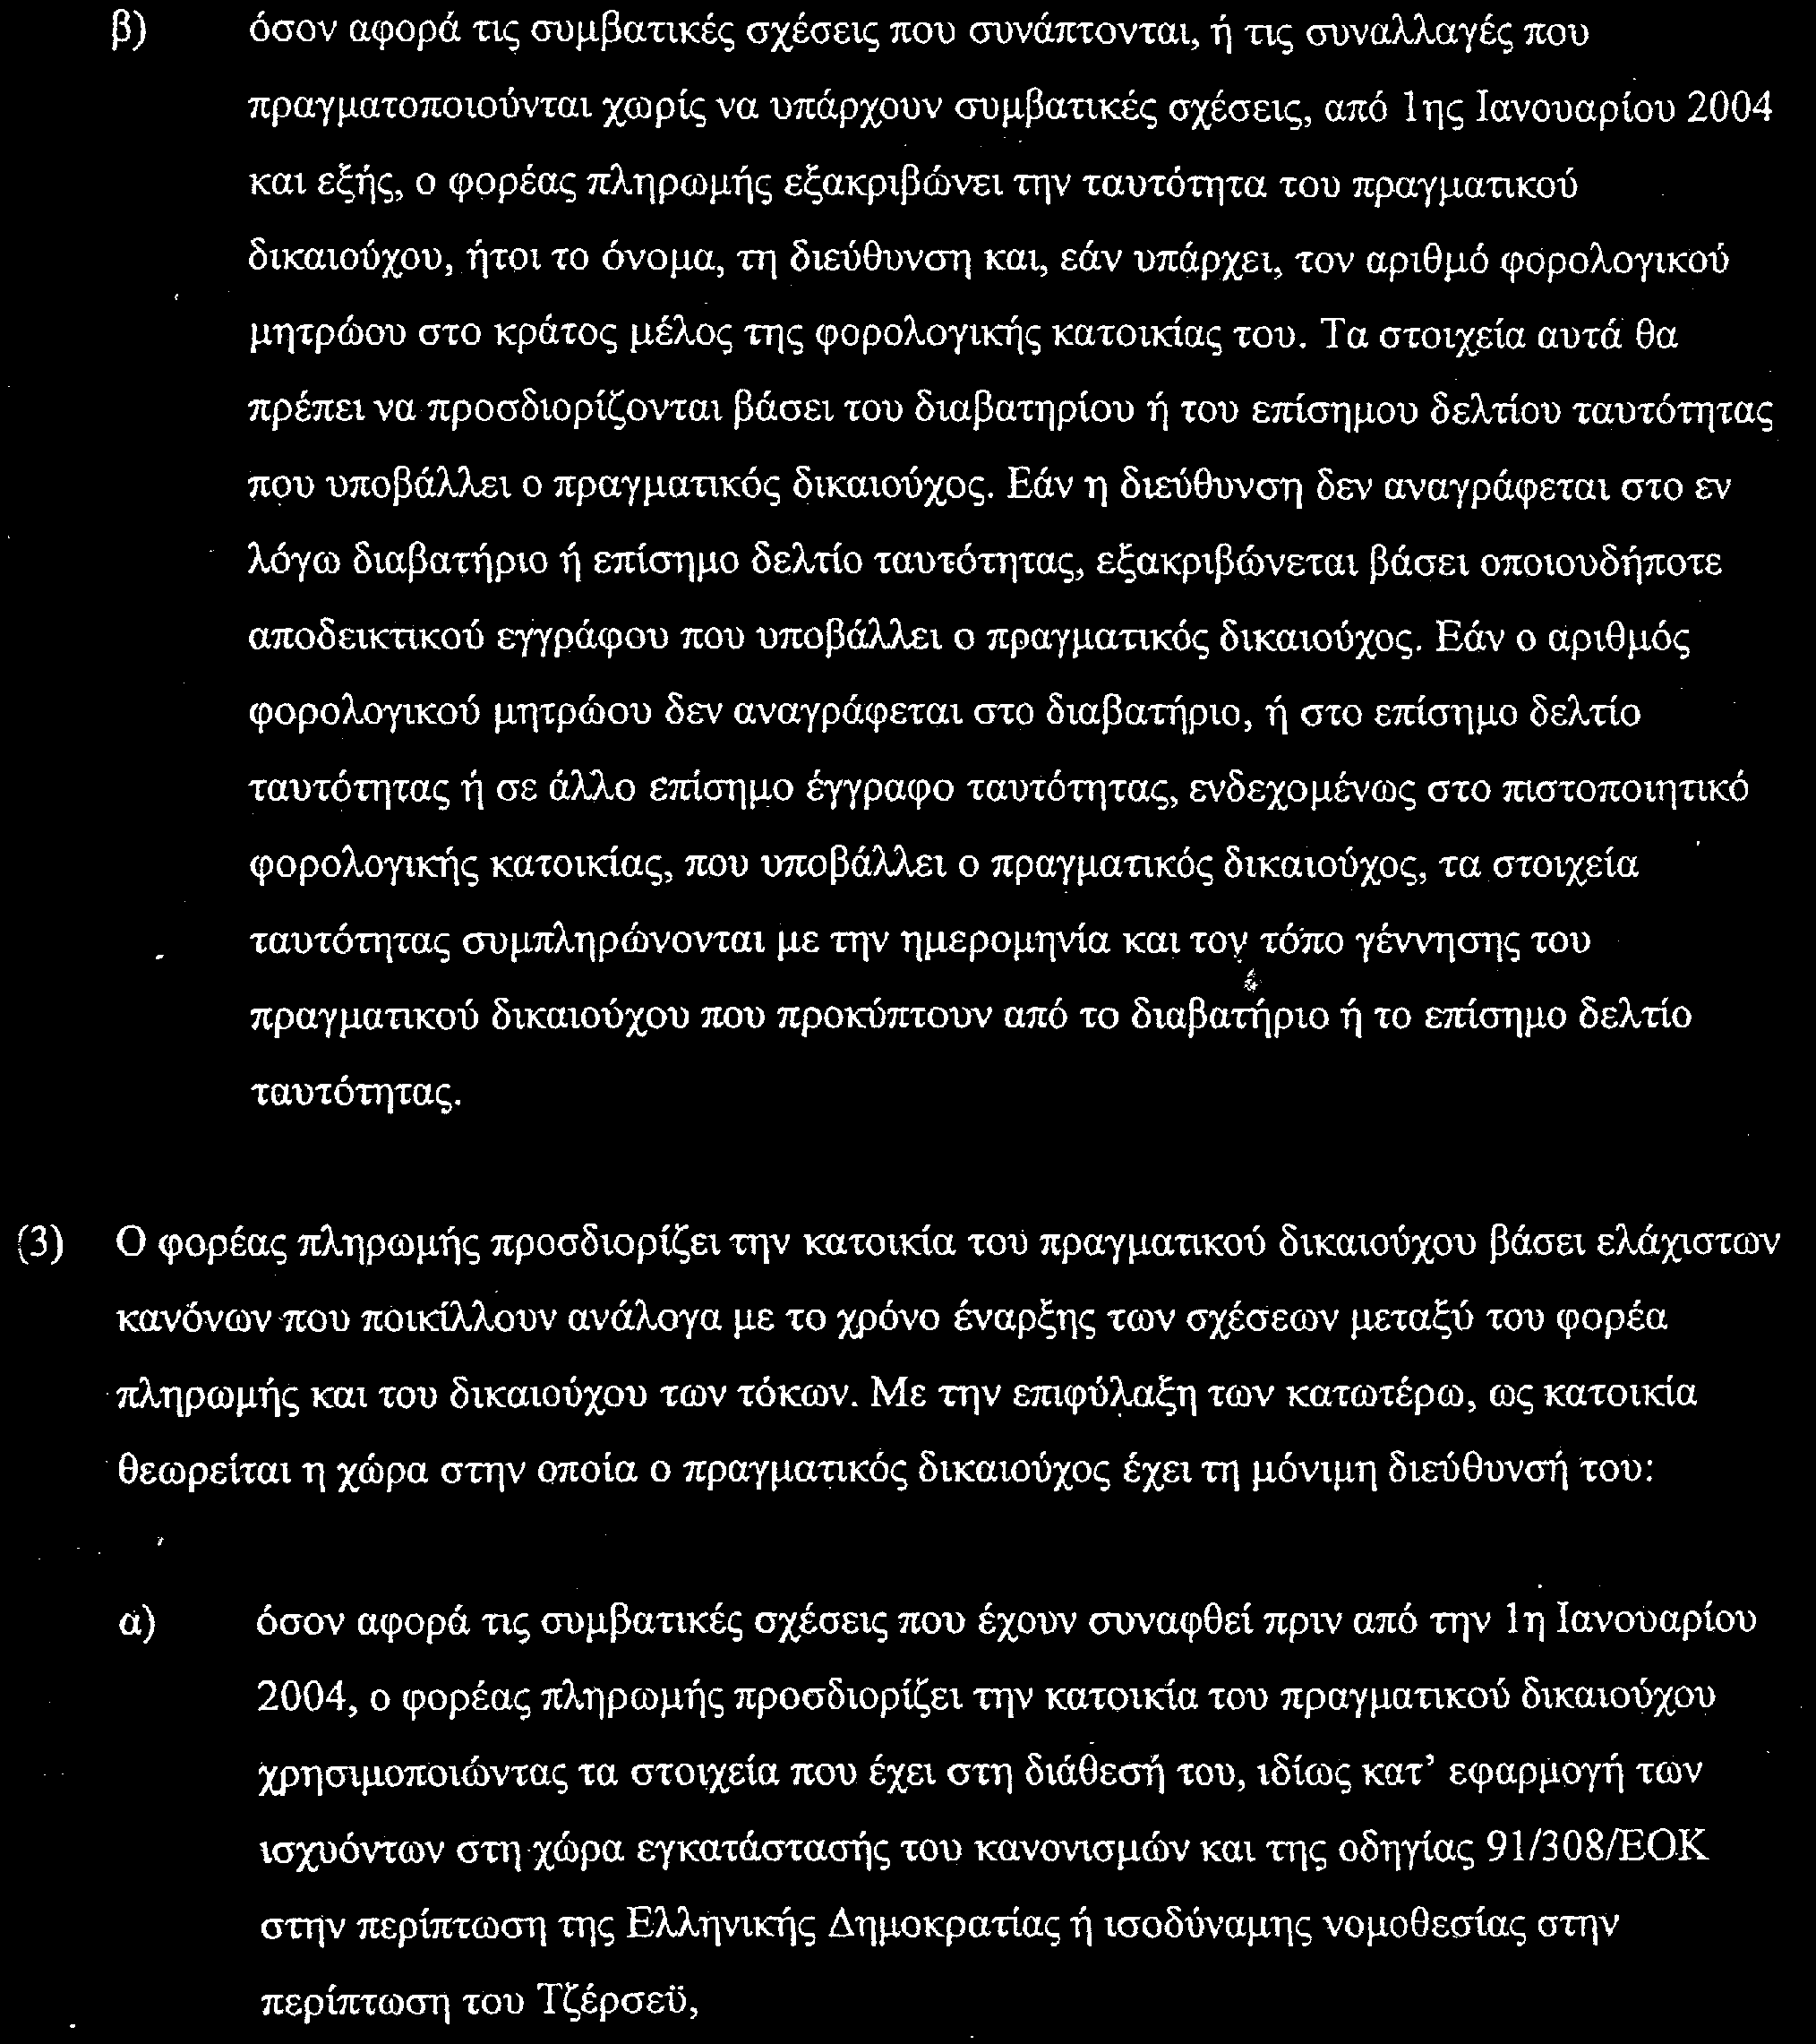 β) όσον αφορά τις συμβατικές σχέσεις που συνάπτονται, ή τις συναλλαγές που
πραγματοποιούνται χωρίς να υπάρχουν συμβατικές σχέσεις, από 1ης Ιανουαρίου 2004
και εξής, ο φορέας πληρωμής εξακριβώνει την ταυτότητα του πραγματικού
δικαιούχου, ήτοι το όνομα, τη διεύθυνση και, εάν υπάρχει, τον αριθμό φορολογικού
μητρώου στο κράτος μέλος της φορολογικής κατοικίας του. Τα στοιχεία αυτά θα
πρέπει να προσδιορίζονται βάσει του διαβατηρίου ή του επίσημου δελτίου ταυτότητας
που υποβάλλει ο πραγματικός δικαιούχος. Εάν η διεύθυνση δεν αναγράφεται στο εν
λόγω διαβατήριο ή επίσημο δελτίο ταυτότητας, εξακριβώνεται βάσει οποιουδήποτε
αποδεικτικού εγγράφου που υποβάλλει ο πραγματικός δικαιούχος. Εάν ο αριθμός
φορολογικού μητρώου δεν αναγράφεται στο διαβατήριο, ή στο επίσημο δελτίο
ταυτότητας ή σε άλλο επίσημο έγγραφο ταυτότητας, ενδεχομένως στο πιστοποιητικό
φορολογικής κατοικίας, που υποβάλλει ο πραγματικός δικαιούχος, τα στοιχεία
ταυτότητας συμπληρώνονται με την ημερομηνία και τον τόπο γέννησης του
πραγματικού δικαιούχου που προκύπτουν από το διαβατήριο ή το επίσημο δελτίο
ταυτότητας.
(3) Ο φορέας πληρωμής προσδιορίζει την κατοικία του πραγματικού δικαιούχου βάσει ελάχιστων
κανόνων που ποικίλλουν ανάλογα με το χρόνο έναρξης των σχέσεων μεταξύ του φορέα
πληρωμής και του δικαιούχου των τόκων. Με την επιφύλαξη των κατωτέρω, ως κατοικία
θεωρείται η χώρα στην οποία ο πραγματικός δικαιούχος έχει τη μόνιμη διεύθυνσή του:
α) όσον αφορά τις συμβατικές σχέσεις που έχουν συναφθεί πριν από την 1η Ιανουαρίου
2004, ο φορέας πληρωμής προσδιορίζει την κατοικία του πραγματικού δικαιούχου
χρησιμοποιώντας τα στοιχεία που έχει στη διάθεσή του, ιδίως κατ’ εφαρμογή των
ισχυόντων στη χώρα εγκατάστασής του κανονισμών και της οδηγίας 91/308/ΕΟΚ
στην περίπτωση της Ελληνικής Δημοκρατίας ή ισοδύναμης νομοθεσίας στην
περίπτωση του Τζέρσεϋ,